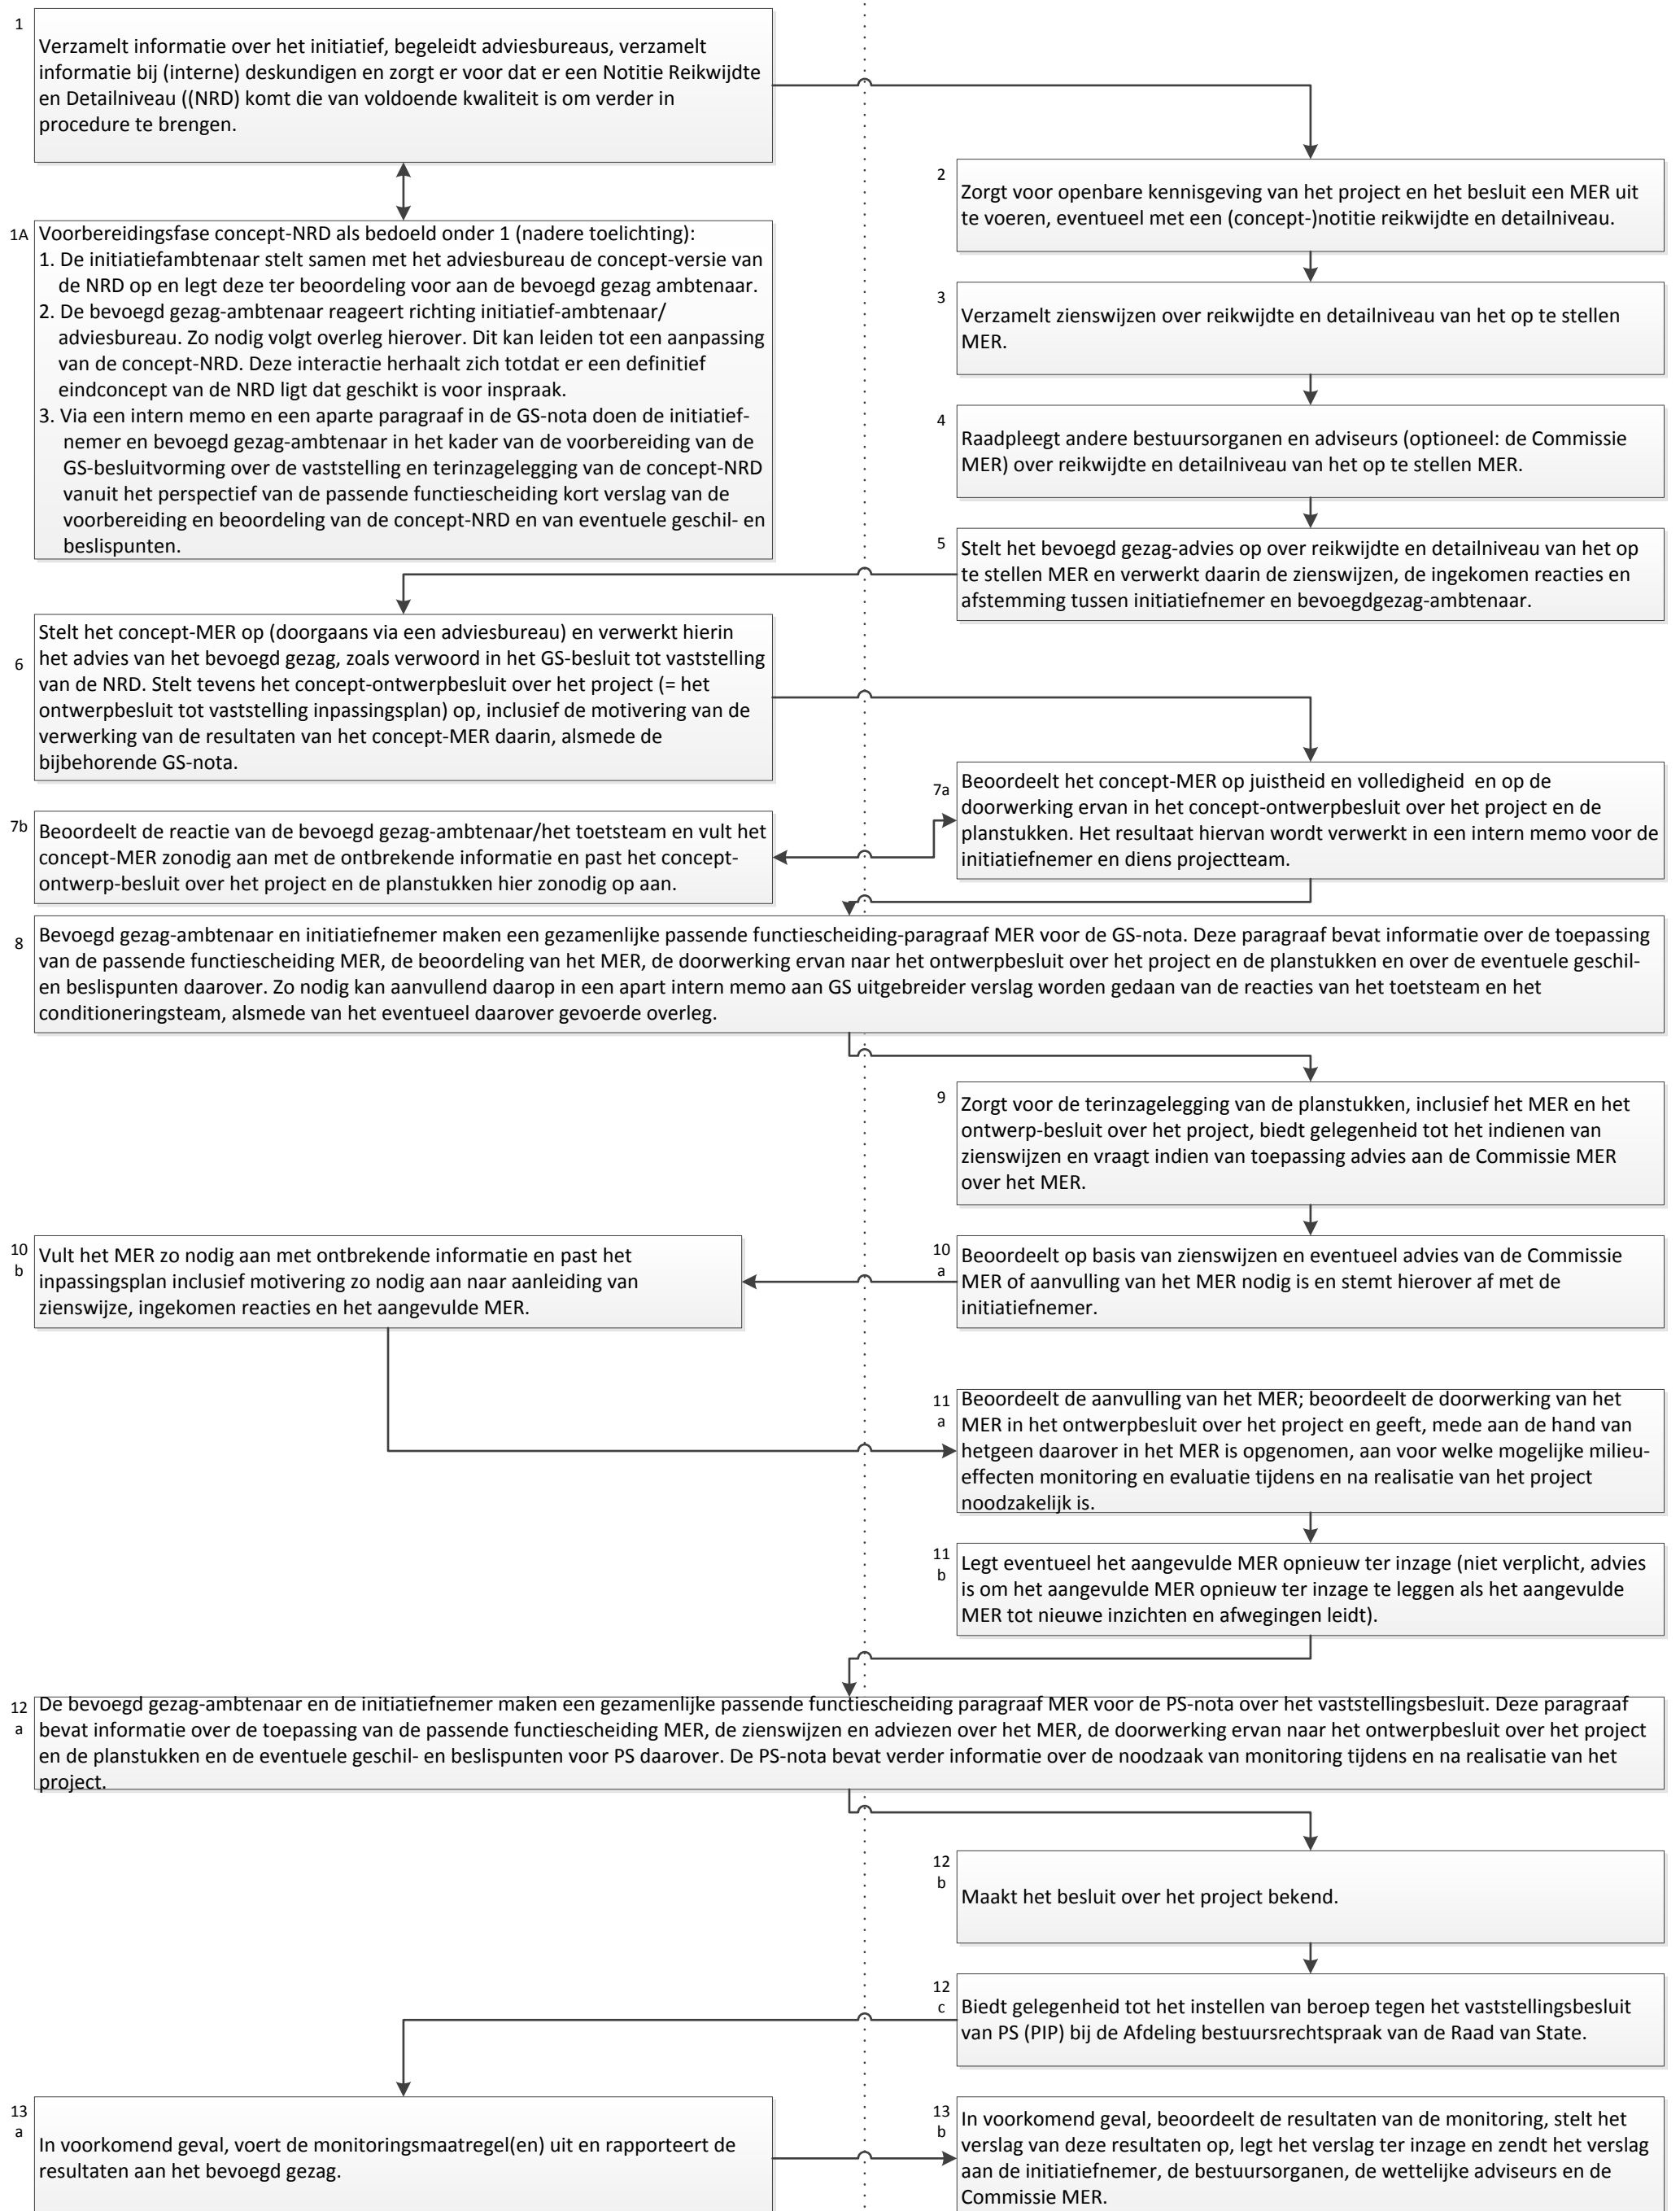 1
Verzamelt informatie over het initiatief, begeleidt adviesbureaus, verzamelt
informatie bij (interne) deskundigen en zorgt er voor dat er een Notitie Reikwijdte
en Detailniveau ((NRD) komt die van voldoende kwaliteit is om verder in
procedure te brengen.
2
Zorgt voor openbare kennisgeving van het project en het besluit een MER uit
te voeren, eventueel met een (concept-)notitie reikwijdte en detailniveau.
1A
Voorbereidingsfase concept-NRD als bedoeld onder 1 (nadere toelichting):
1. De initiatiefambtenaar stelt samen met het adviesbureau de concept-versie van
de NRD op en legt deze ter beoordeling voor aan de bevoegd gezag ambtenaar.
2. De bevoegd gezag-ambtenaar reageert richting initiatief-ambtenaar/
adviesbureau. Zo nodig volgt overleg hierover. Dit kan leiden tot een aanpassing
van de concept-NRD. Deze interactie herhaalt zich totdat er een definitief
eindconcept van de NRD ligt dat geschikt is voor inspraak.
3. Via een intern memo en een aparte paragraaf in de GS-nota doen de initiatief-
nemer en bevoegd gezag-ambtenaar in het kader van de voorbereiding van de
GS-besluitvorming over de vaststelling en terinzagelegging van de concept-NRD
vanuit het perspectief van de passende functiescheiding kort verslag van de
voorbereiding en beoordeling van de concept-NRD en van eventuele geschil- en
beslispunten.
3
Verzamelt zienswijzen over reikwijdte en detailniveau van het op te stellen
MER.
4
Raadpleegt andere bestuursorganen en adviseurs (optioneel: de Commissie
MER) over reikwijdte en detailniveau van het op te stellen MER.
5
Stelt het bevoegd gezag-advies op over reikwijdte en detailniveau van het op
te stellen MER en verwerkt daarin de zienswijzen, de ingekomen reacties en
afstemming tussen initiatiefnemer en bevoegdgezag-ambtenaar.
6
Stelt het concept-MER op (doorgaans via een adviesbureau) en verwerkt hierin
het advies van het bevoegd gezag, zoals verwoord in het GS-besluit tot vaststelling
van de NRD. Stelt tevens het concept-ontwerpbesluit over het project (= het
ontwerpbesluit tot vaststelling inpassingsplan) op, inclusief de motivering van de
verwerking van de resultaten van het concept-MER daarin, alsmede de
bijbehorende GS-nota.
7a
Beoordeelt het concept-MER op juistheid en volledigheid  en op de
doorwerking ervan in het concept-ontwerpbesluit over het project en de
planstukken. Het resultaat hiervan wordt verwerkt in een intern memo voor de
initiatiefnemer en diens projectteam.
7b
Beoordeelt de reactie van de bevoegd gezag-ambtenaar/het toetsteam en vult het
concept-MER zonodig aan met de ontbrekende informatie en past het concept-
ontwerp-besluit over het project en de planstukken hier zonodig op aan.
8
Bevoegd gezag-ambtenaar en initiatiefnemer maken een gezamenlijke passende functiescheiding-paragraaf MER voor de GS-nota. Deze paragraaf bevat informatie over de toepassing
van de passende functiescheiding MER, de beoordeling van het MER, de doorwerking ervan naar het ontwerpbesluit over het project en de planstukken en over de eventuele geschil-
en beslispunten daarover. Zo nodig kan aanvullend daarop in een apart intern memo aan GS uitgebreider verslag worden gedaan van de reacties van het toetsteam en het
conditioneringsteam, alsmede van het eventueel daarover gevoerde overleg.
9
Zorgt voor de terinzagelegging van de planstukken, inclusief het MER en het
ontwerp-besluit over het project, biedt gelegenheid tot het indienen van
zienswijzen en vraagt indien van toepassing advies aan de Commissie MER
over het MER.
10
a
Beoordeelt op basis van zienswijzen en eventueel advies van de Commissie
MER of aanvulling van het MER nodig is en stemt hierover af met de
initiatiefnemer.
10
b
Vult het MER zo nodig aan met ontbrekende informatie en past het
inpassingsplan inclusief motivering zo nodig aan naar aanleiding van
zienswijze, ingekomen reacties en het aangevulde MER.
11
a
Beoordeelt de aanvulling van het MER; beoordeelt de doorwerking van het
MER in het ontwerpbesluit over het project en geeft, mede aan de hand van
hetgeen daarover in het MER is opgenomen, aan voor welke mogelijke milieu-
effecten monitoring en evaluatie tijdens en na realisatie van het project
noodzakelijk is.
11
b
Legt eventueel het aangevulde MER opnieuw ter inzage (niet verplicht, advies
is om het aangevulde MER opnieuw ter inzage te leggen als het aangevulde
MER tot nieuwe inzichten en afwegingen leidt).
12
a
De bevoegd gezag-ambtenaar en de initiatiefnemer maken een gezamenlijke passende functiescheiding paragraaf MER voor de PS-nota over het vaststellingsbesluit. Deze paragraaf
bevat informatie over de toepassing van de passende functiescheiding MER, de zienswijzen en adviezen over het MER, de doorwerking ervan naar het ontwerpbesluit over het project
en de planstukken en de eventuele geschil- en beslispunten voor PS daarover. De PS-nota bevat verder informatie over de noodzaak van monitoring tijdens en na realisatie van het
project.
12
b
Maakt het besluit over het project bekend.
12
c
Biedt gelegenheid tot het instellen van beroep tegen het vaststellingsbesluit
van PS (PIP) bij de Afdeling bestuursrechtspraak van de Raad van State.
13
a
In voorkomend geval, voert de monitoringsmaatregel(en) uit en rapporteert de
resultaten aan het bevoegd gezag.
13
b
In voorkomend geval, beoordeelt de resultaten van de monitoring, stelt het
verslag van deze resultaten op, legt het verslag ter inzage en zendt het verslag
aan de initiatiefnemer, de bestuursorganen, de wettelijke adviseurs en de
Commissie MER.